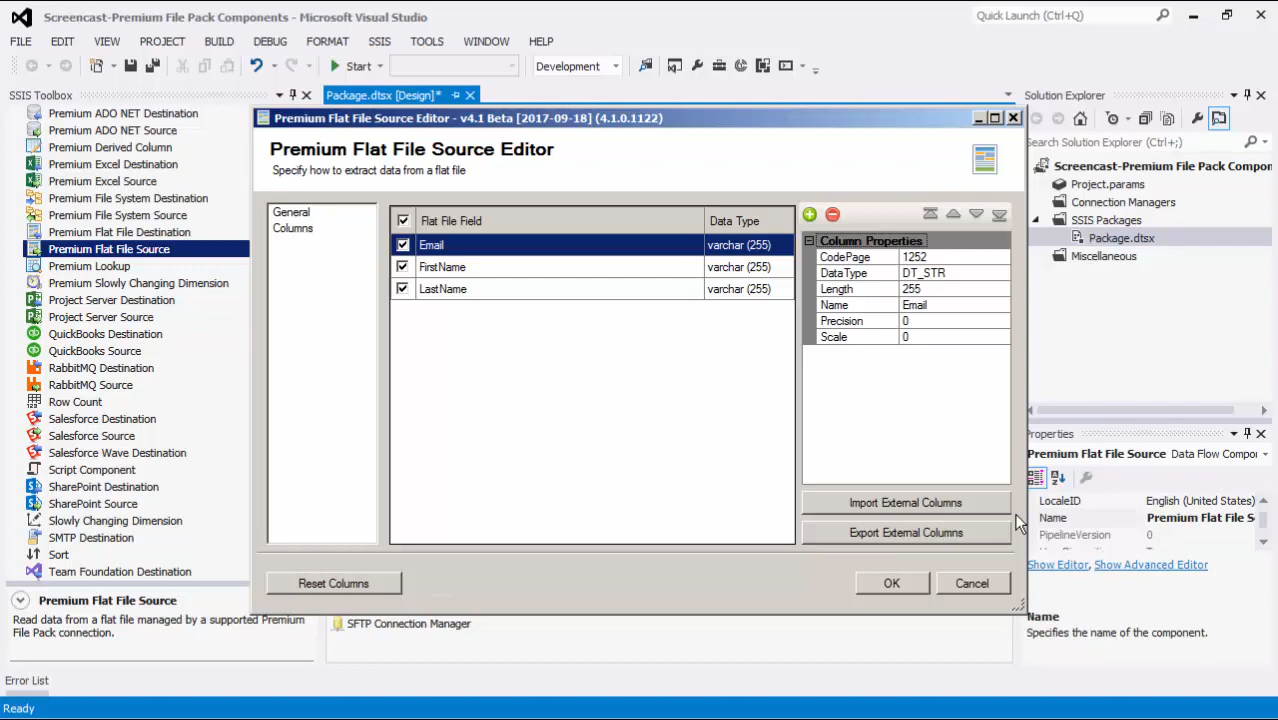 Screencast-Premium File Pack Components - Microsoft Visual Studio
Quick Launch (Ctrl+Q)
FILE EDIT VIEW PROJECT BUILD DEBUG FORMAT SSIS TOOLS WINDOW HELP
Start Development
SSIS Toolbox
Premium ADO NET Destination
Premium ADO NET Source
Premium Derived Column
Premium Excel Destination
Premium Excel Source
Premium File System Destination
Premium File System Source
Premium Flat File Destination
Premium Flat File Source
Premium Lookup
Premium Slowly Changing Dimension
Project Server Destination
Project Server Source
QuickBooks Destination
QuickBooks Source
RabbitMQ Destination
RabbitMQ Source
Row Count
Salesforce Destination
Salesforce Source
Salesforce Wave Destination
Script Component
SharePoint Destination
SharePoint Source
Slowly Changing Dimension
SMTP Destination
Sort
Team Foundation Destination
Premium Flat File Source
Read data from a flat file managed by a supported Premium
File Pack connection.
Package.dtsx [Design]*
Premium Flat File Source Editor - v4.1 Beta [2017-09-18] (4.1.0.1122)
Premium Flat File Source Editor
Specify how to extract data from a flat file
General
Columns
Flat File Field Data Type
Email varchar (255)
FirstName varchar (255)
LastName varchar (255)
Column Properties
CodePage 1252
DataType DT_STR
Length 255
Name Email
Precision 0
Scale 0
Import External Columns
Export External Columns
Reset Columns OK Cancel
SFTP Connection Manager
Solution Explorer
Search Solution Explorer (Ctrl+;)
Screencast-Premium File Pack Compon
Project.params
Connection Managers
SSIS Packages
Package.dtsx
Miscellaneous
Properties
Premium Flat File Source Data Flow Compo
LocaleID English (United States)
Name Premium Flat File S
PipelineVersion 0
Show Editor, Show Advanced Editor
Name
Specifies the name of the component.
Error List
Ready